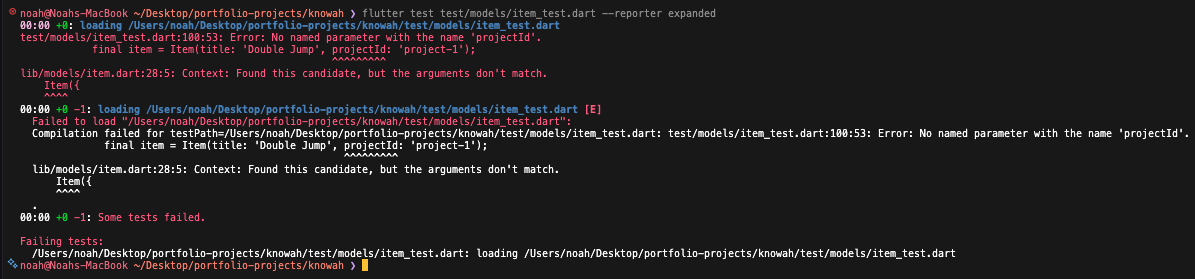 noah@Noahs-MacBook ~/Desktop/portfolio-projects/knowah ❯ flutter test test/models/item_test.dart --reporter expanded
00:00 +0: loading /Users/noah/Desktop/portfolio-projects/knowah/test/models/item_test.dart
test/models/item_test.dart:100:53: Error: No named parameter with the name 'projectId'.
            final item = Item(title: 'Double Jump', projectId: 'project-1');
                                                    ^^^^^^^^^
lib/models/item.dart:28:5: Context: Found this candidate, but the arguments don't match.
    Item({
    ^^^^
00:00 +0 -1: loading /Users/noah/Desktop/portfolio-projects/knowah/test/models/item_test.dart [E]
  Failed to load "/Users/noah/Desktop/portfolio-projects/knowah/test/models/item_test.dart":
  Compilation failed for testPath=/Users/noah/Desktop/portfolio-projects/knowah/test/models/item_test.dart: test/models/item_test.dart:100:53: Error: No named parameter with the name 'projectId'.
              final item = Item(title: 'Double Jump', projectId: 'project-1');
                                                      ^^^^^^^^^
  lib/models/item.dart:28:5: Context: Found this candidate, but the arguments don't match.
      Item({
      ^^^^
  .
00:00 +0 -1: Some tests failed.
Failing tests:
  /Users/noah/Desktop/portfolio-projects/knowah/test/models/item_test.dart: loading /Users/noah/Desktop/portfolio-projects/knowah/test/models/item_test.dart
noah@Noahs-MacBook ~/Desktop/portfolio-projects/knowah ❯